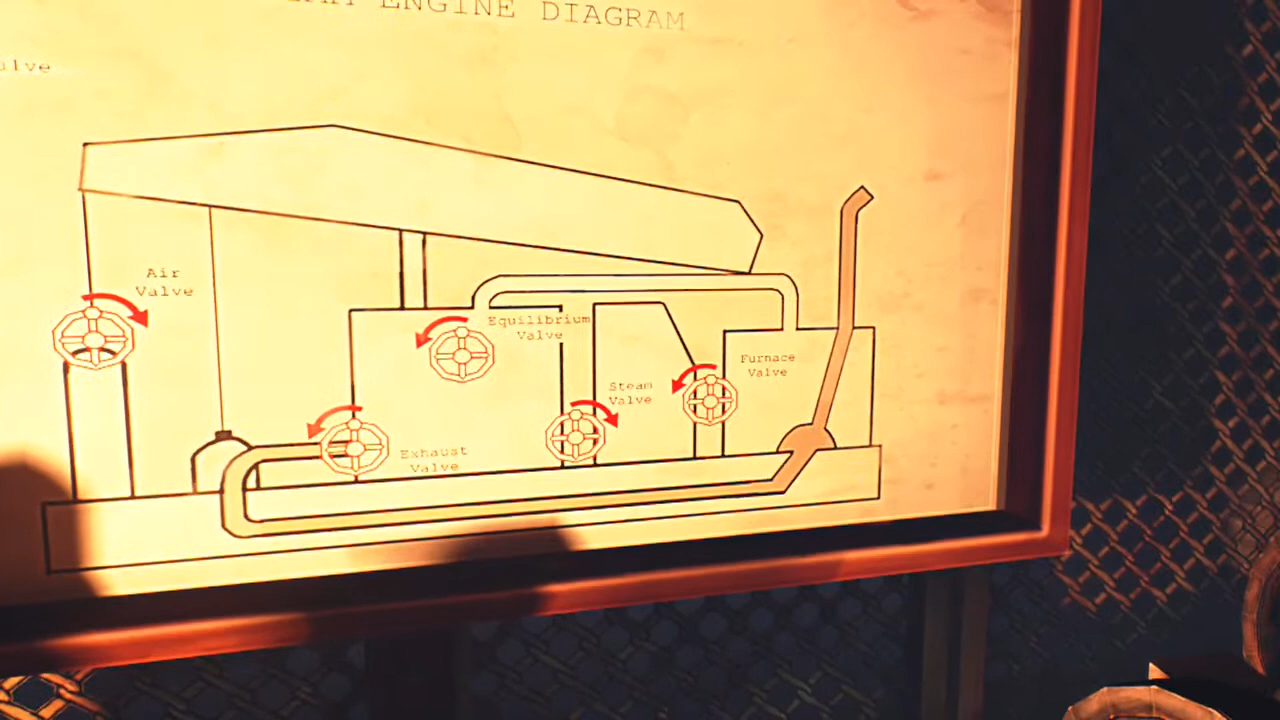 ENGINE DIAGRAM
Air
Valve
Equilibrium
Valve
Furnace
Valve
Steam
Valve
Exhaust
Valve